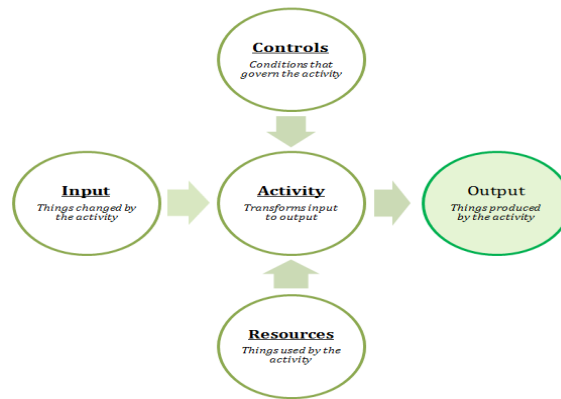 Controls
Conditions that
govern the activity
Input
Things changed by
the activity
Activity
Transforms input
to output
Output
Things produced
by the activity
Resources
Things used by the
activity